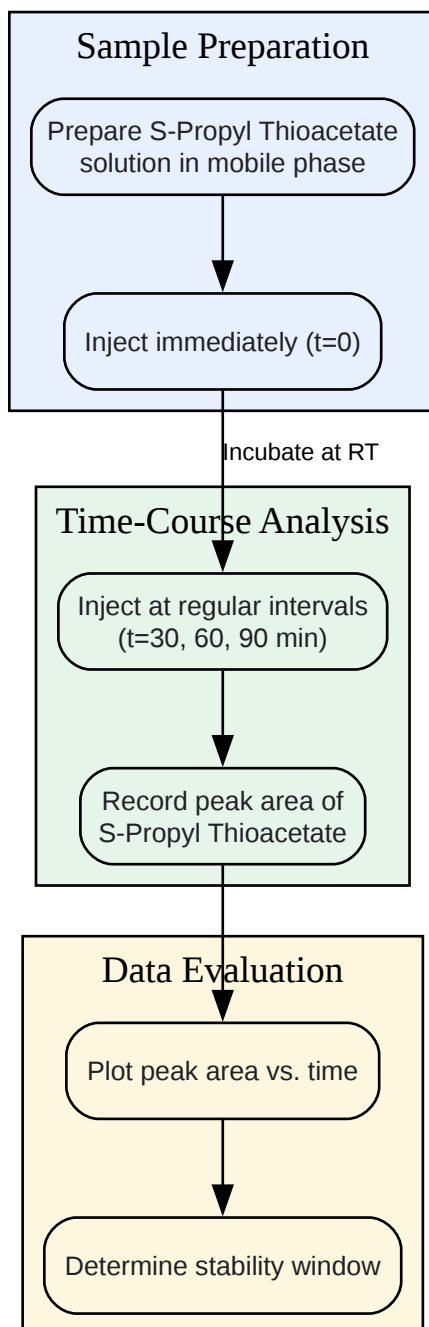 Sample Preparation
Prepare S-Propyl Thioacetate
solution in mobile phase
Inject immediately (t=0)
Incubate at RT
Time-Course Analysis
Inject at regular intervals
(t=30, 60, 90 min)
Record peak area of
S-Propyl Thioacetate
Data Evaluation
Plot peak area vs. time
Determine stability window